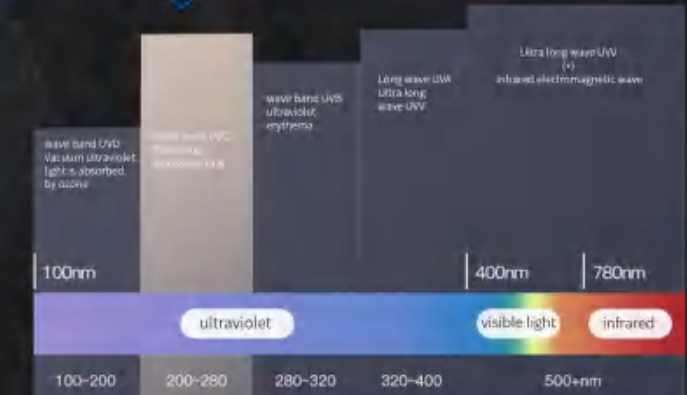 Ultra long wave UVV
(+)
infrared electromagnetic wave
Long wave UVA
Ultra long
wave UVV
wave band UVB
ultraviolet
erythema
wave band UVD
Vacuum ultraviolet
light is absorbed
by ozone
100nm
400nm
780nm
ultraviolet
visible light
infrared
100-200
200-280
280-320
320-400
500+nm